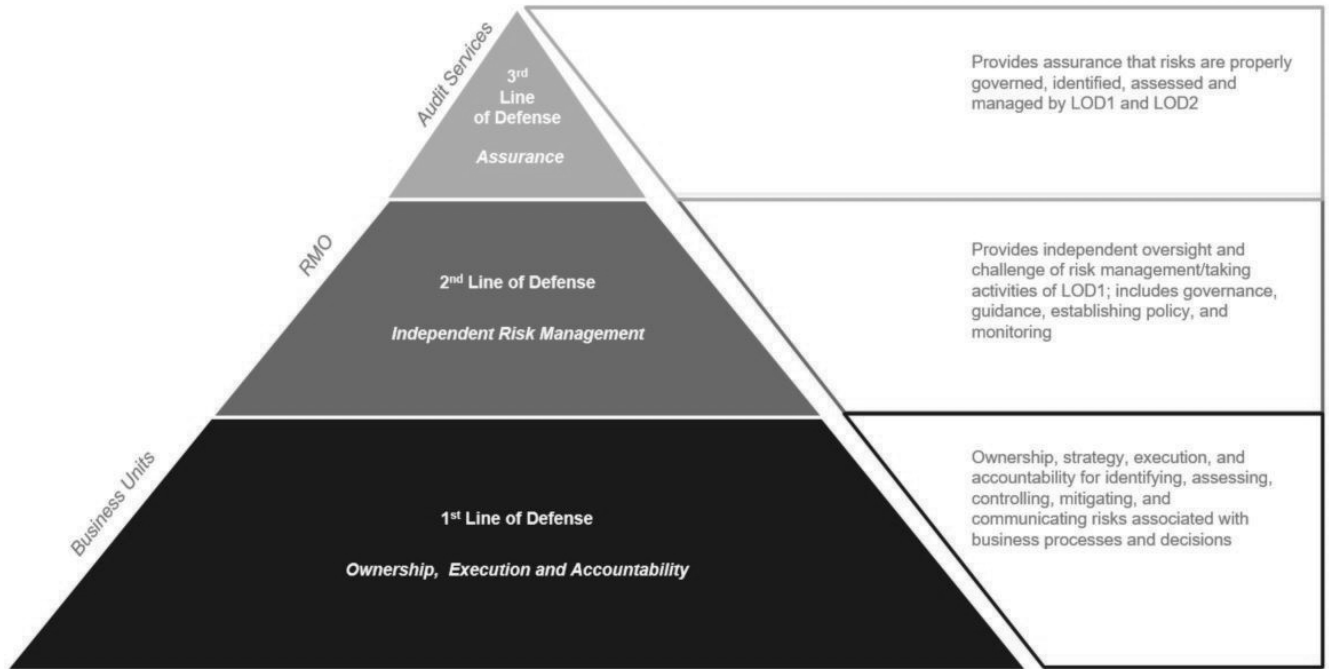 Audit Services
3rd
Line
of Defense
Assurance
Provides assurance that risks are properly
governed, identified, assessed and
managed by LOD1 and LOD2
RMO
2nd Line of Defense
Independent Risk Management
Provides independent oversight and
challenge of risk management/taking
activities of LOD1; includes governance,
guidance, establishing policy, and
monitoring
Business Units
1st Line of Defense
Ownership, Execution and Accountability
Ownership, strategy, execution, and
accountability for identifying, assessing,
controlling, mitigating, and
communicating risks associated with
business processes and decisions